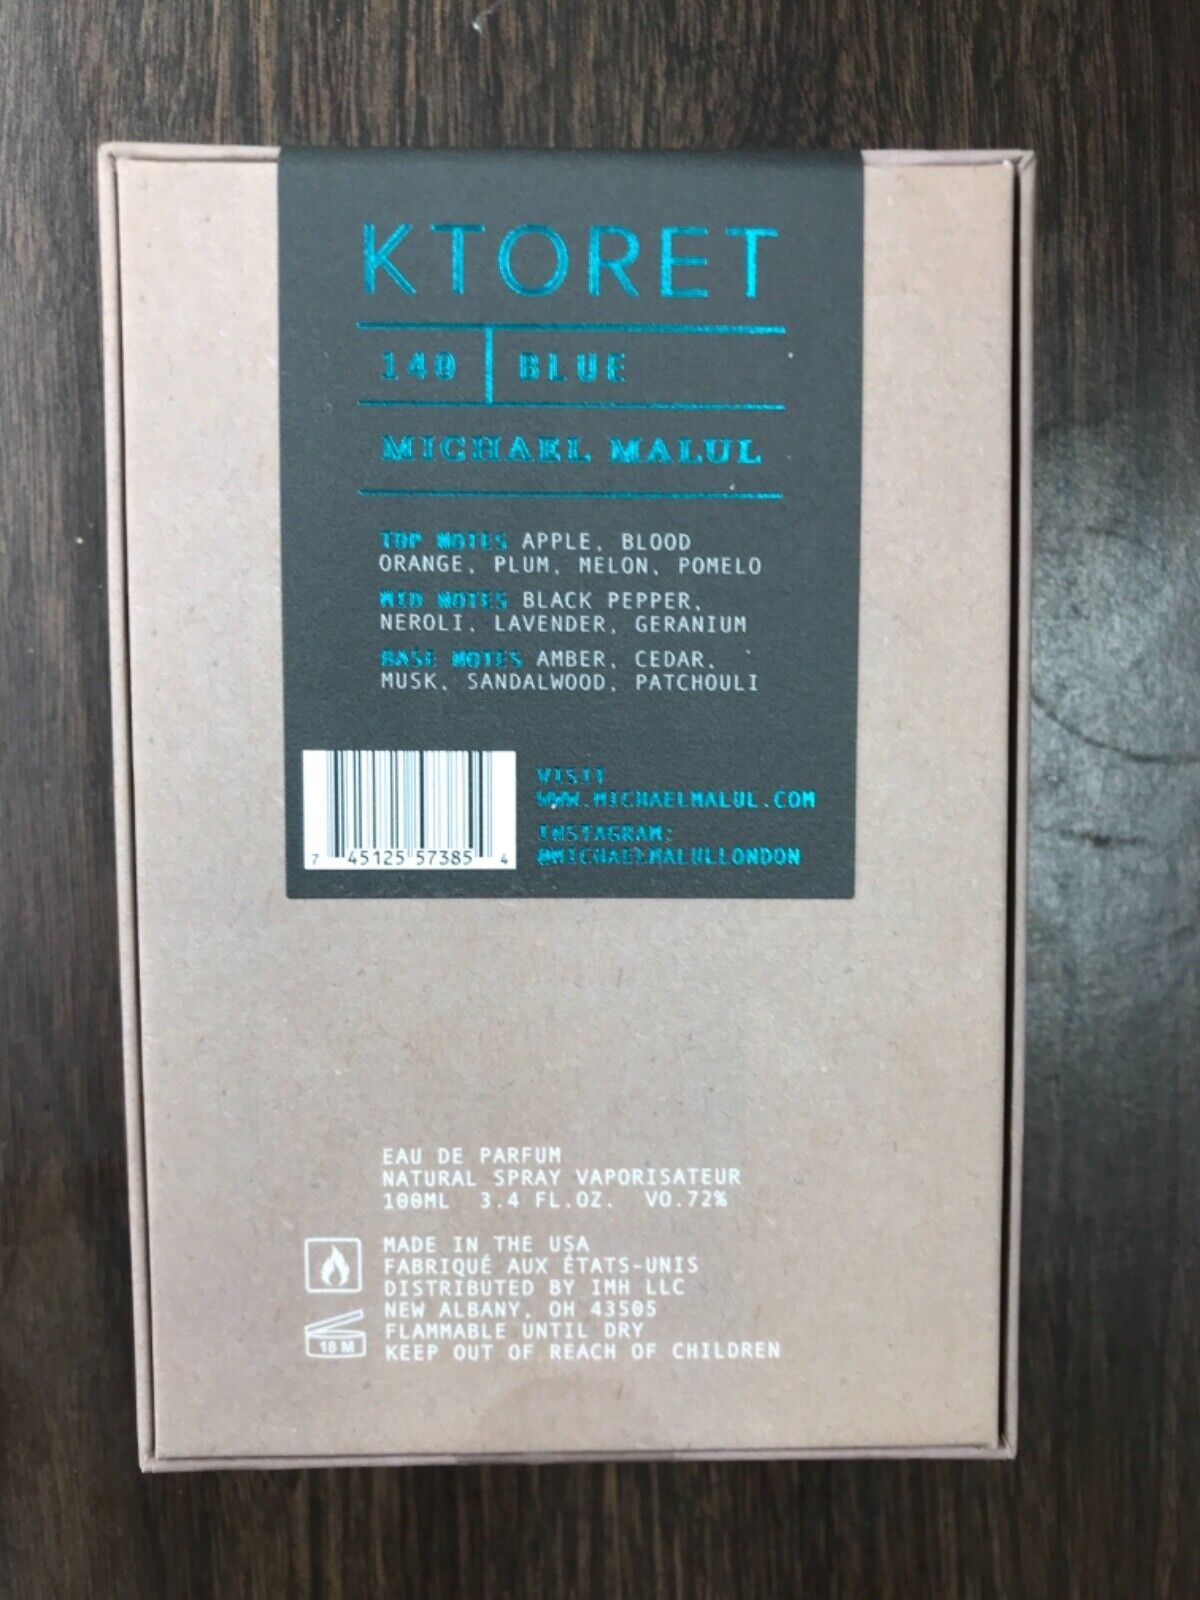 KTORET
140 | BLUE
MICHAEL MALUL
TOP NOTES APPLE, BLOOD
ORANGE, PLUM, MELON, POMELO
MID NOTES BLACK PEPPER,
NEROLI, LAVENDER, GERANIUM
BASE NOTES AMBER, CEDAR,
MUSK, SANDALWOOD, PATCHOULI
7 45125 57385 4
VISIT
WWW.MICHAELMALUL.COM
INSTAGRAM:
@MICHAELMALULLONDON
EAU DE PARFUM
NATURAL SPRAY VAPORISATEUR
100ML 3.4 FL.OZ. VO.72%
MADE IN THE USA
FABRIQUÉ AUX ÉTATS-UNIS
DISTRIBUTED BY IMH LLC
NEW ALBANY, OH 43505
FLAMMABLE UNTIL DRY
KEEP OUT OF REACH OF CHILDREN
18 M